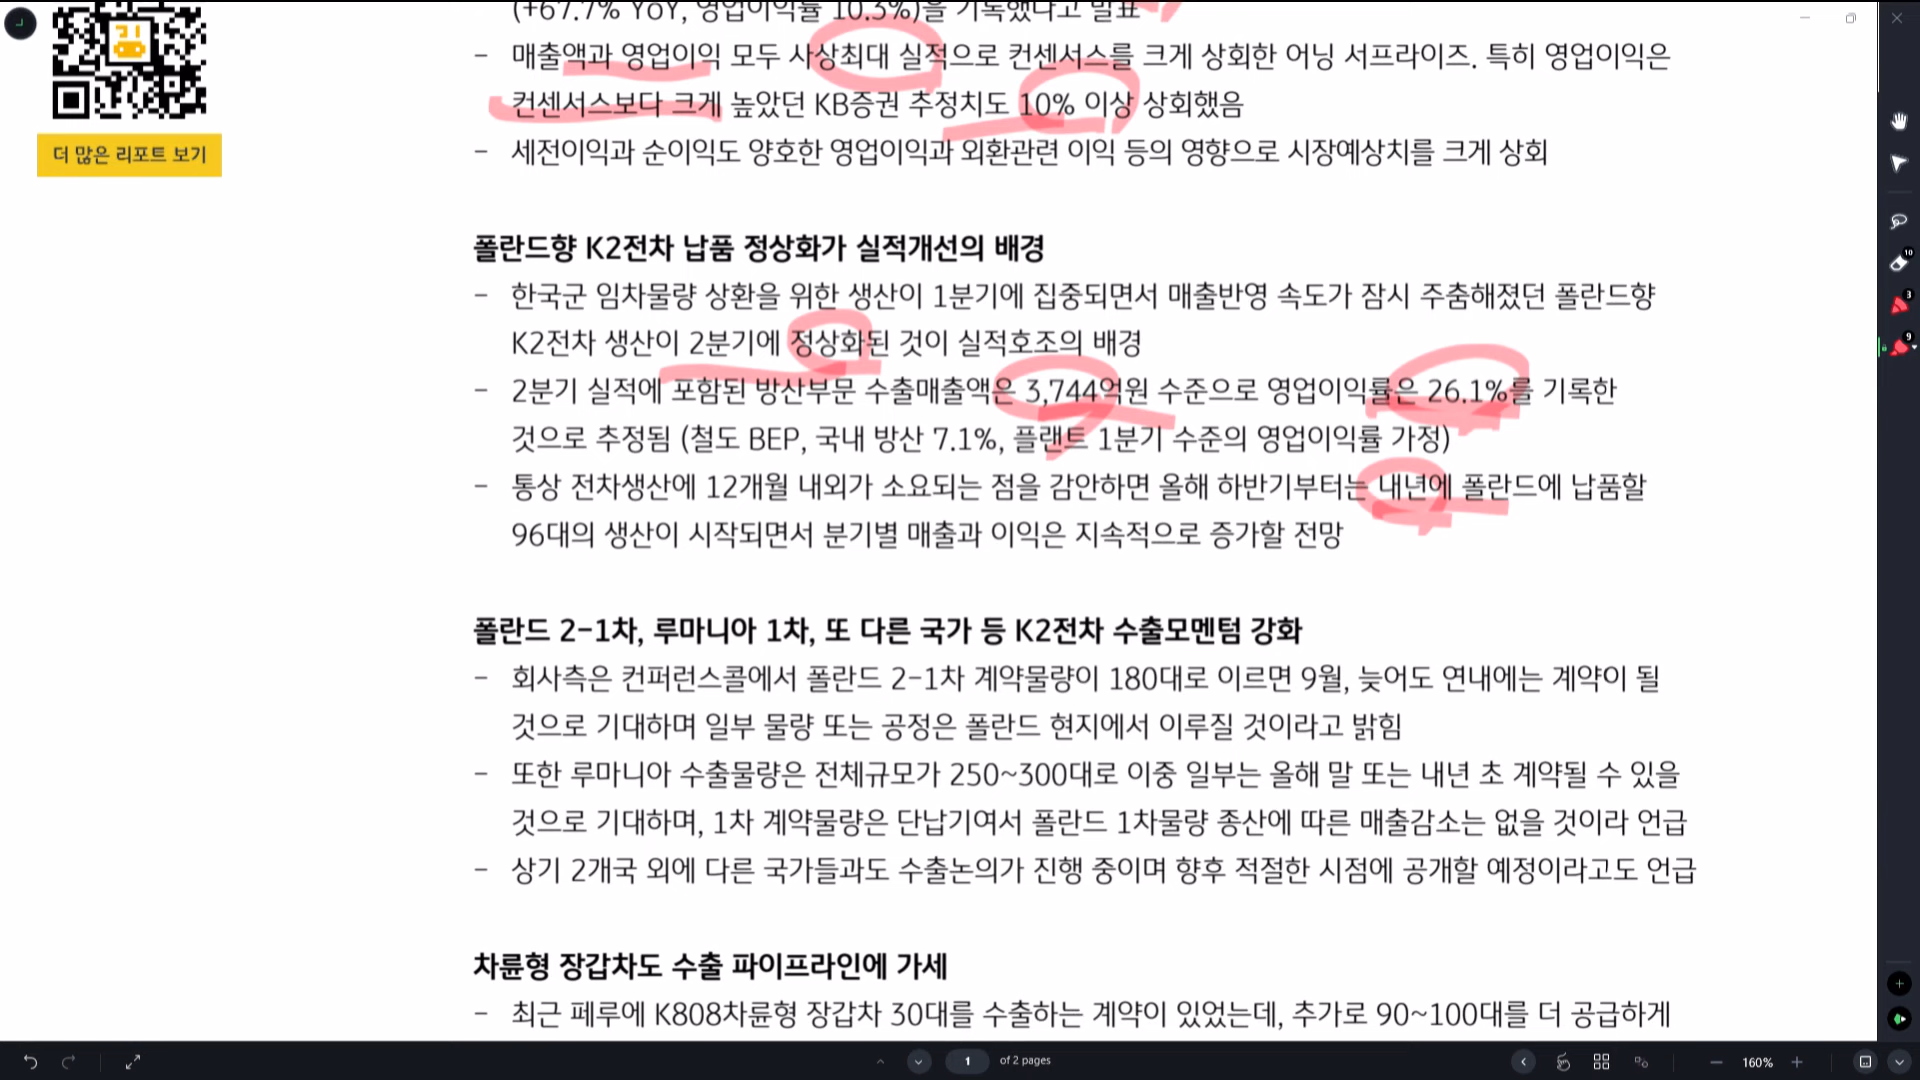 (+67.7% YoY, 영업이익률 10.3%)을 기록했다고 발표
- 매출액과 영업이익 모두 사상최대 실적으로 컨센서스를 크게 상회한 어닝 서프라이즈. 특히 영업이익은
컨센서스보다 크게 높았던 KB증권 추정치도 10% 이상 상회했음
더 많은 리포트 보기
- 세전이익과 순이익도 양호한 영업이익과 외환관련 이익 등의 영향으로 시장예상치를 크게 상회
폴란드향 K2전차 납품 정상화가 실적개선의 배경
- 한국군 임차물량 상환을 위한 생산이 1분기에 집중되면서 매출반영 속도가 잠시 주춤해졌던 폴란드향
K2전차 생산이 2분기에 정상화된 것이 실적호조의 배경
- 2분기 실적에 포함된 방산부문 수출매출액은 3,744억원 수준으로 영업이익률은 26.1%를 기록한
것으로 추정됨 (철도 BEP, 국내 방산 7.1%, 플랜트 1분기 수준의 영업이익률 가정)
- 통상 전차생산에 12개월 내외가 소요되는 점을 감안하면 올해 하반기부터는 내년에 폴란드에 납품할
96대의 생산이 시작되면서 분기별 매출과 이익은 지속적으로 증가할 전망
폴란드 2-1차, 루마니아 1차, 또 다른 국가 등 K2전차 수출모멘텀 강화
- 회사측은 컨퍼런스콜에서 폴란드 2-1차 계약물량이 180대로 이르면 9월, 늦어도 연내에는 계약이 될
것으로 기대하며 일부 물량 또는 공정은 폴란드 현지에서 이루질 것이라고 밝힘
- 또한 루마니아 수출물량은 전체규모가 250~300대로 이중 일부는 올해 말 또는 내년 초 계약될 수 있을
것으로 기대하며, 1차 계약물량은 단납기여서 폴란드 1차물량 종산에 따른 매출감소는 없을 것이라 언급
- 상기 2개국 외에 다른 국가들과도 수출논의가 진행 중이며 향후 적절한 시점에 공개할 예정이라고도 언급
차륜형 장갑차도 수출 파이프라인에 가세
- 최근 페루에 K808차륜형 장갑차 30대를 수출하는 계약이 있었는데, 추가로 90~100대를 더 공급하게
10
3
9
1
of 2 pages
160%